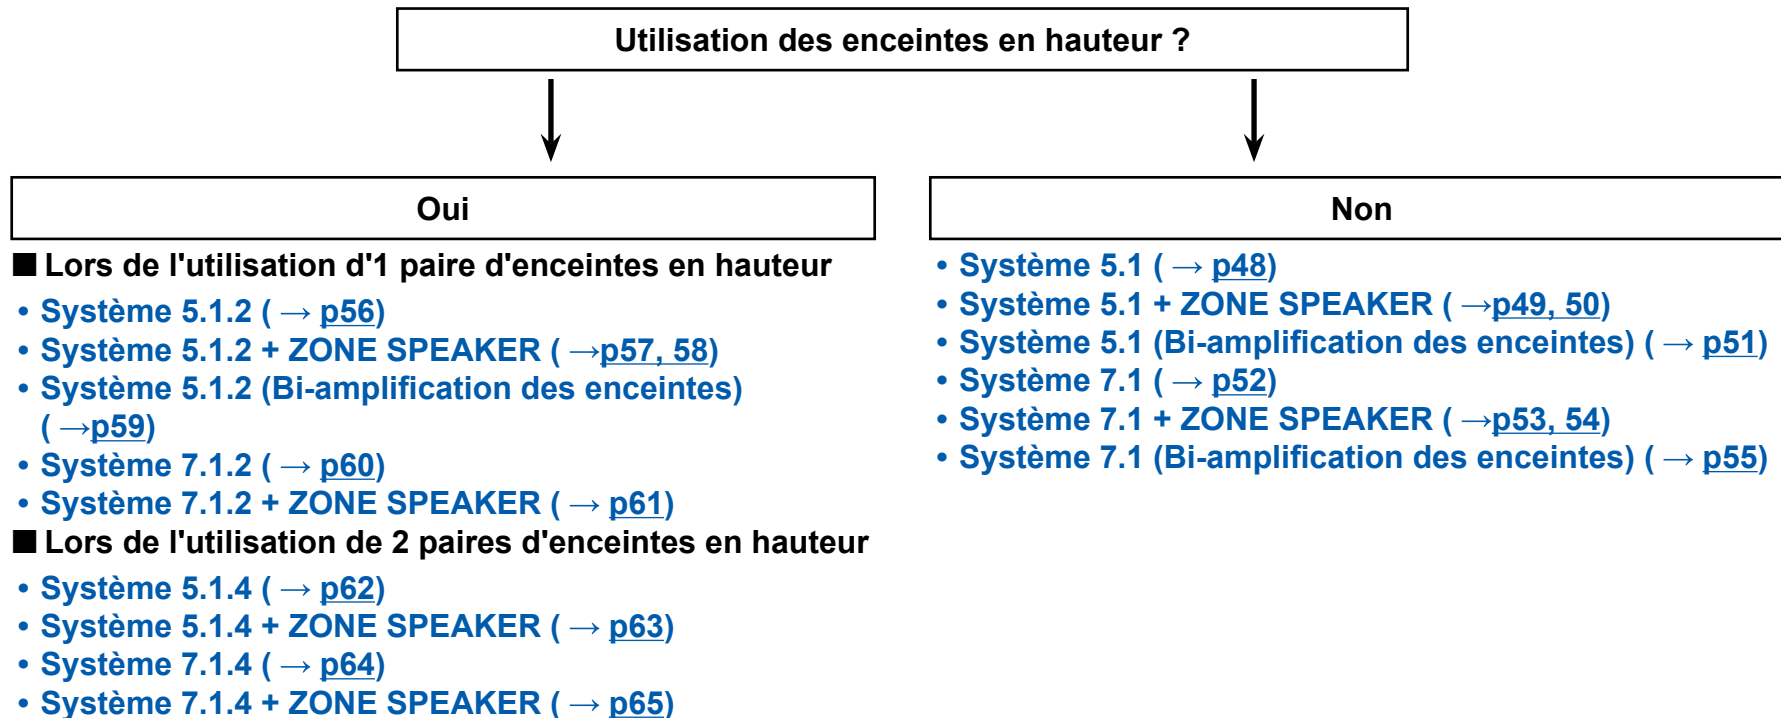 Utilisation des enceintes en hauteur ?
Oui
■ Lors de l'utilisation d'1 paire d'enceintes en hauteur
• Système 5.1.2 ( → p56)
• Système 5.1.2 + ZONE SPEAKER ( →p57, 58)
• Système 5.1.2 (Bi-amplification des enceintes)
( →p59)
• Système 7.1.2 ( → p60)
• Système 7.1.2 + ZONE SPEAKER ( → p61)
■ Lors de l'utilisation de 2 paires d'enceintes en hauteur
• Système 5.1.4 ( → p62)
• Système 5.1.4 + ZONE SPEAKER ( → p63)
• Système 7.1.4 ( → p64)
• Système 7.1.4 + ZONE SPEAKER ( → p65)
Non
• Système 5.1 ( → p48)
• Système 5.1 + ZONE SPEAKER ( →p49, 50)
• Système 5.1 (Bi-amplification des enceintes) ( → p51)
• Système 7.1 ( → p52)
• Système 7.1 + ZONE SPEAKER ( →p53, 54)
• Système 7.1 (Bi-amplification des enceintes) ( → p55)